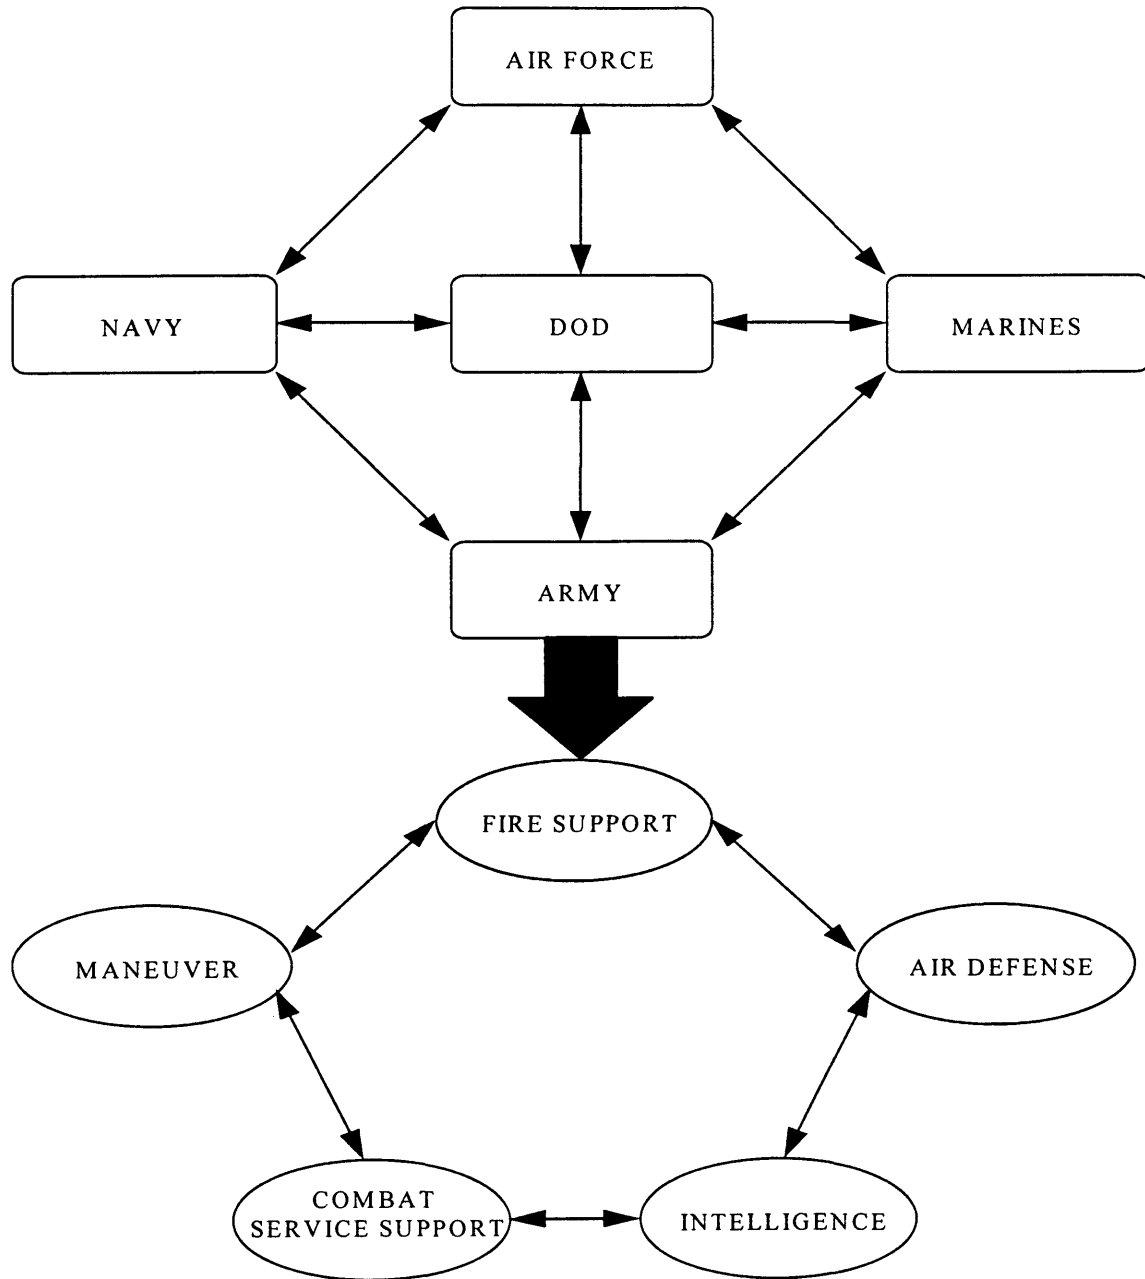 AIR FORCE
NAVY
DOD
MARINES
ARMY
FIRE SUPPORT
MANEUVER
AIR DEFENSE
COMBAT
SERVICE SUPPORT
INTELLIGENCE